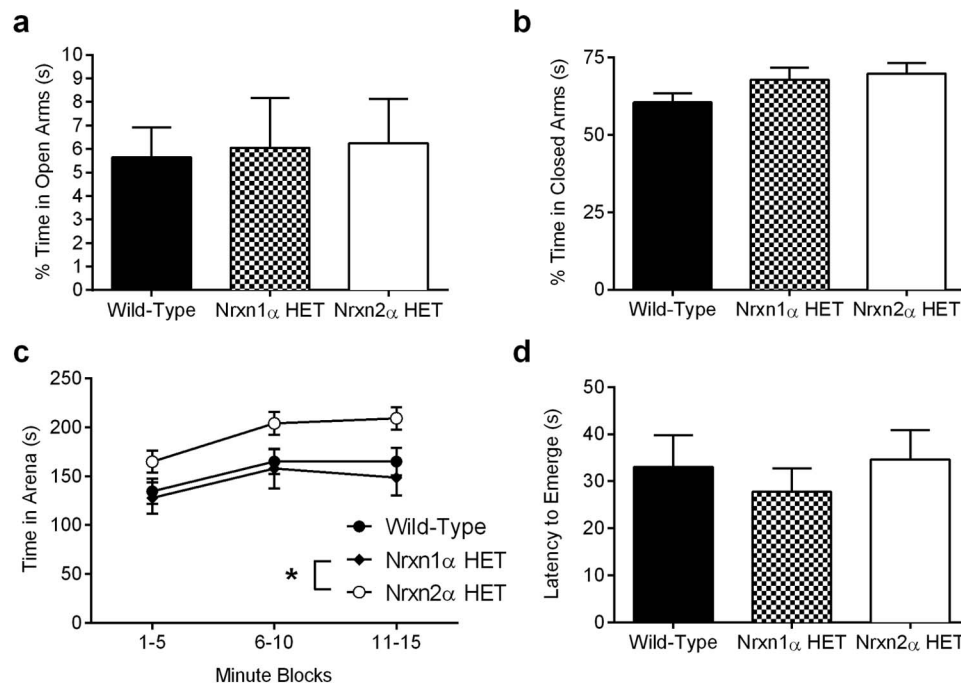 a
% Time in Open Arms (s)
10
9
8
7
6
5
4
3
2
1
0
Wild-Type Nrxn1α HET Nrxn2α HET
b
% Time in Closed Arms (s)
75
50
25
0
Wild-Type Nrxn1α HET Nrxn2α HET
c
Time in Arena (s)
250
200
150
100
50
0
Wild-Type
Nrxn1α HET
* 
Nrxn2α HET
1-5 6-10 11-15
Minute Blocks
d
Latency to Emerge (s)
50
40
30
20
10
0
Wild-Type Nrxn1α HET Nrxn2α HET